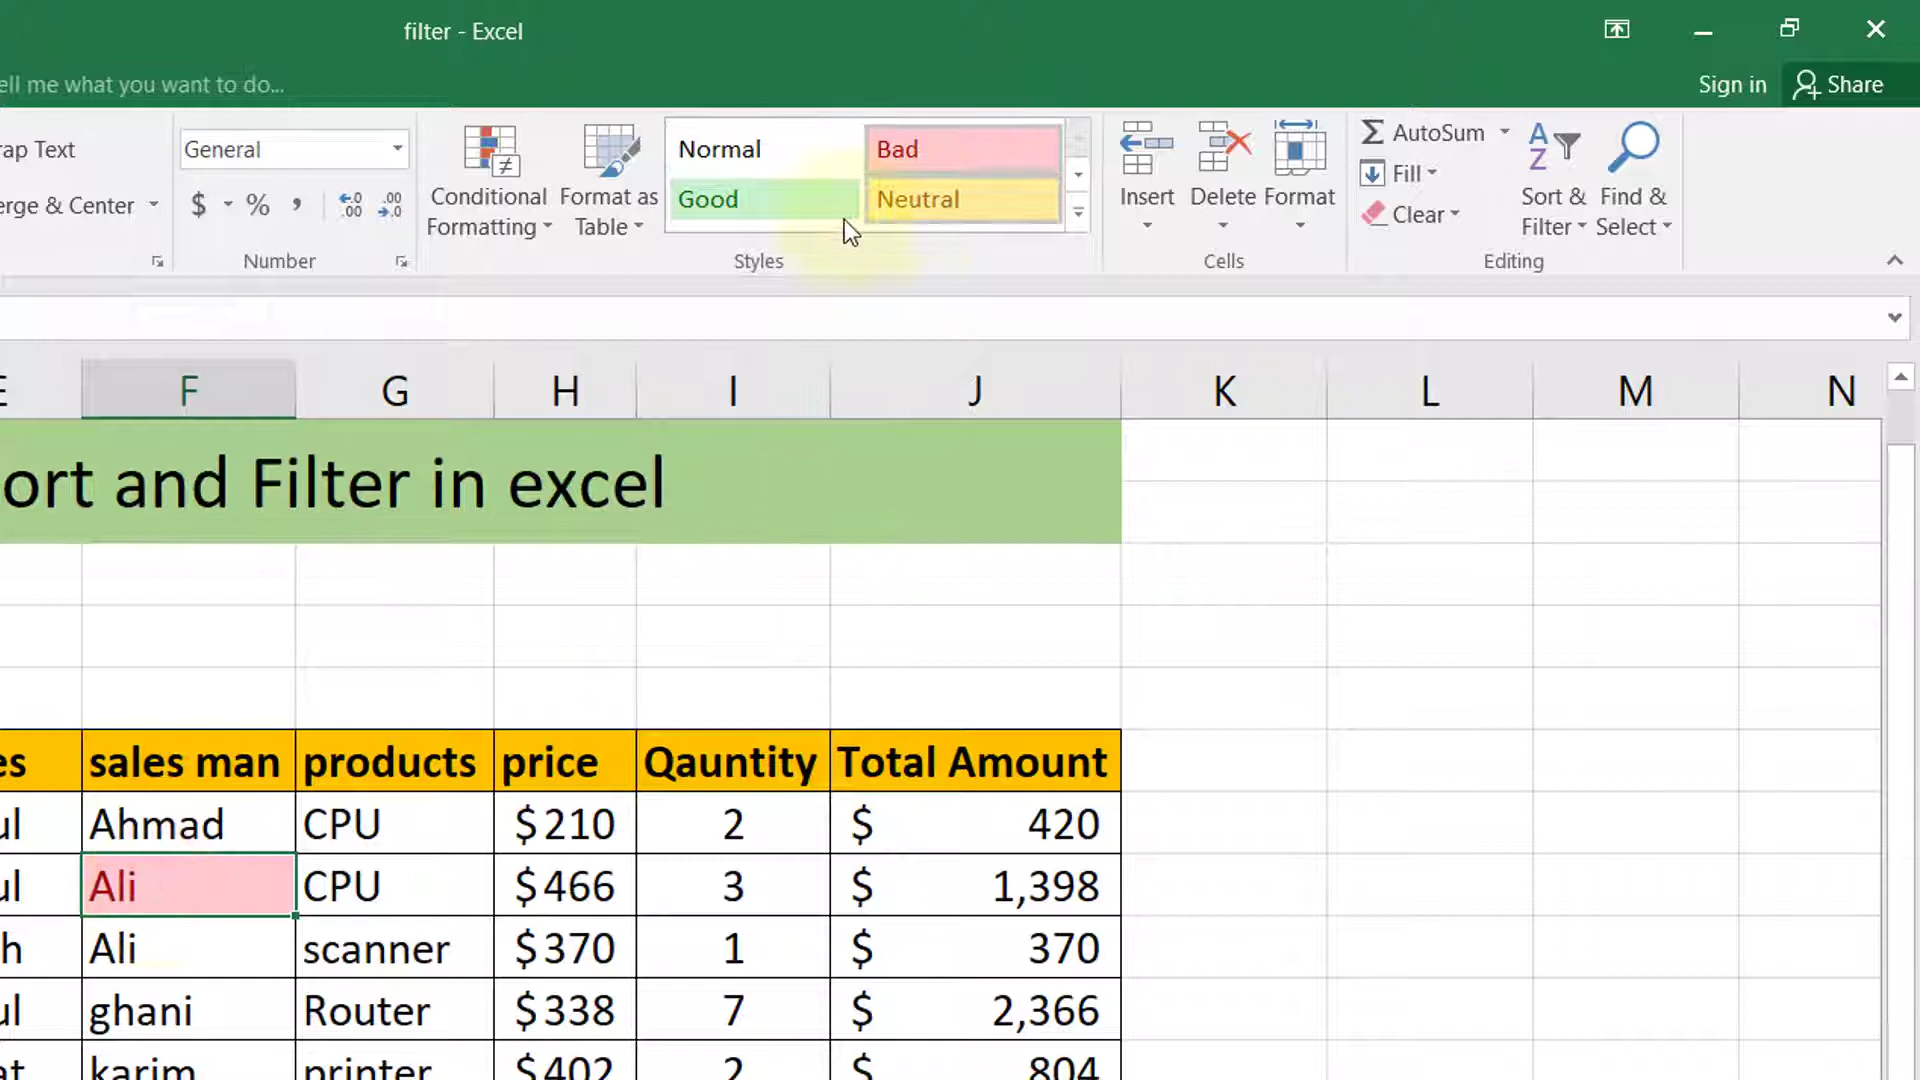 filter - Excel
ell me what you want to do...
Sign in
Share
rap Text
General
Normal
Bad
AutoSum
Fill
Good
Neutral
Conditional Formatting
Format as Table
Insert
Delete
Format
Clear
Sort & Filter
Find & Select
erge & Center
$ % ,
Number
Styles
Cells
Editing
E F G H I J K L M N
ort and Filter in excel
es sales man products price Qauntity Total Amount
ul Ahmad CPU $210 2 $ 420
ul Ali CPU $466 3 $ 1,398
h Ali scanner $370 1 $ 370
ul ghani Router $338 7 $ 2,366
at karim printer $402 2 $ 804